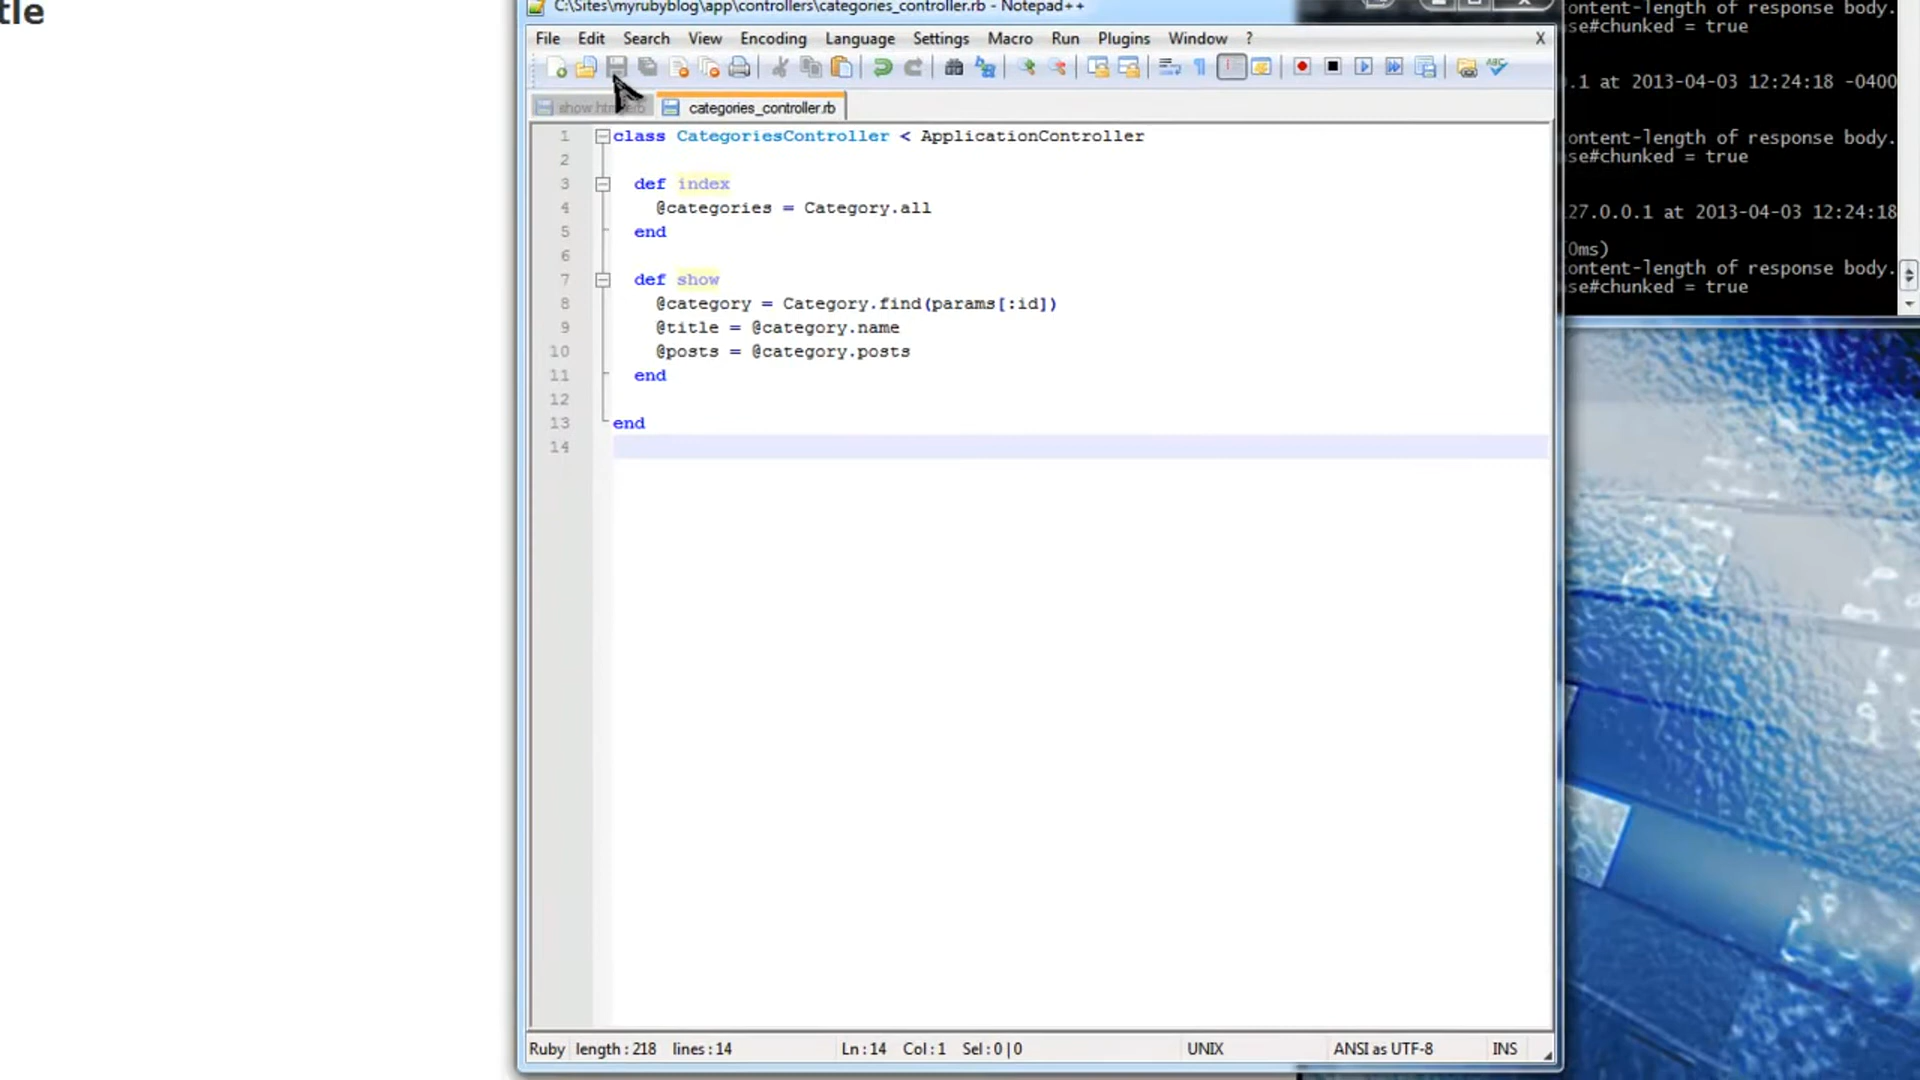 tle
C:\Sites\myrubyblog\app\controllers\categories_controller.rb - Notepad++
File Edit Search View Encoding Language Settings Macro Run Plugins Window ? X
categories_controller.rb
1 class CategoriesController < ApplicationController
2
3 def index
4 @categories = Category.all
5 end
6
7 def show
8 @category = Category.find(params[:id])
9 @title = @category.name
10 @posts = @category.posts
11 end
12
13 end
14
Ruby length : 218 lines : 14 Ln : 14 Col : 1 Sel : 0 | 0 UNIX ANSI as UTF-8 INS
ontent-length of response body.
se#chunked = true
.1 at 2013-04-03 12:24:18 -0400
ontent-length of response body.
se#chunked = true
27.0.0.1 at 2013-04-03 12:24:18
0ms)
ontent-length of response body.
se#chunked = true